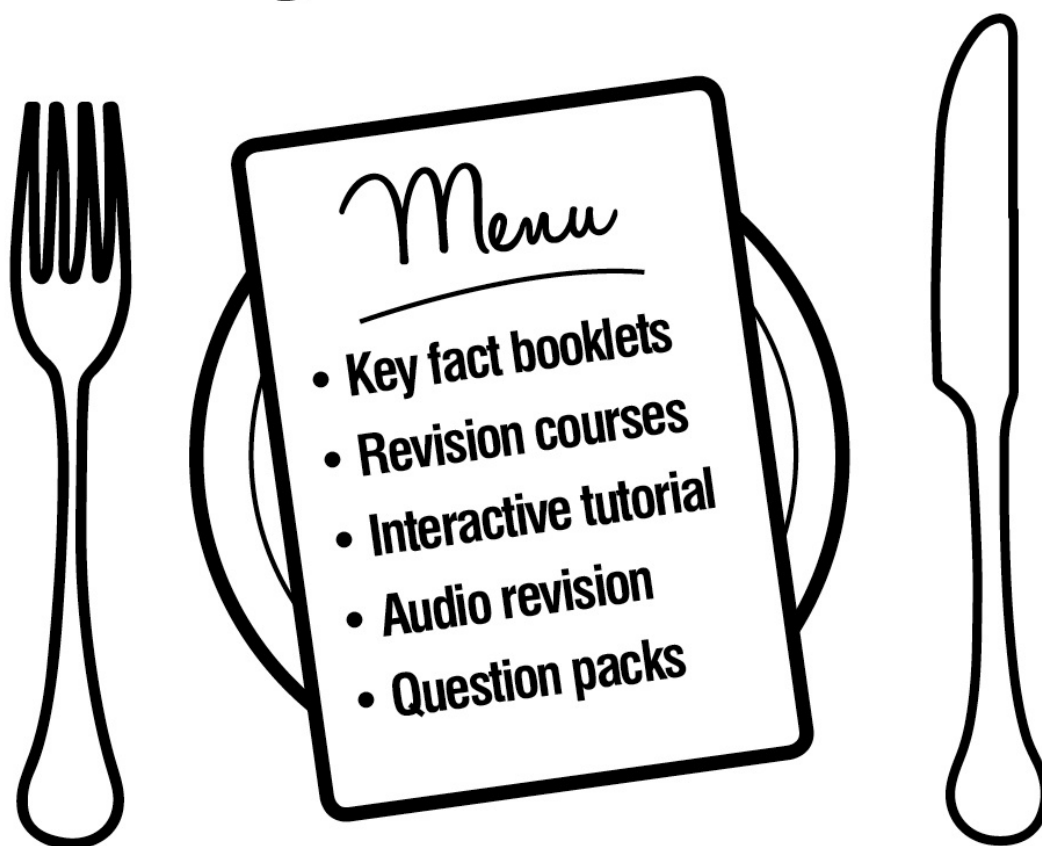 Menu
• Key fact booklets
• Revision courses
• Interactive tutorial
• Audio revision
• Question packs